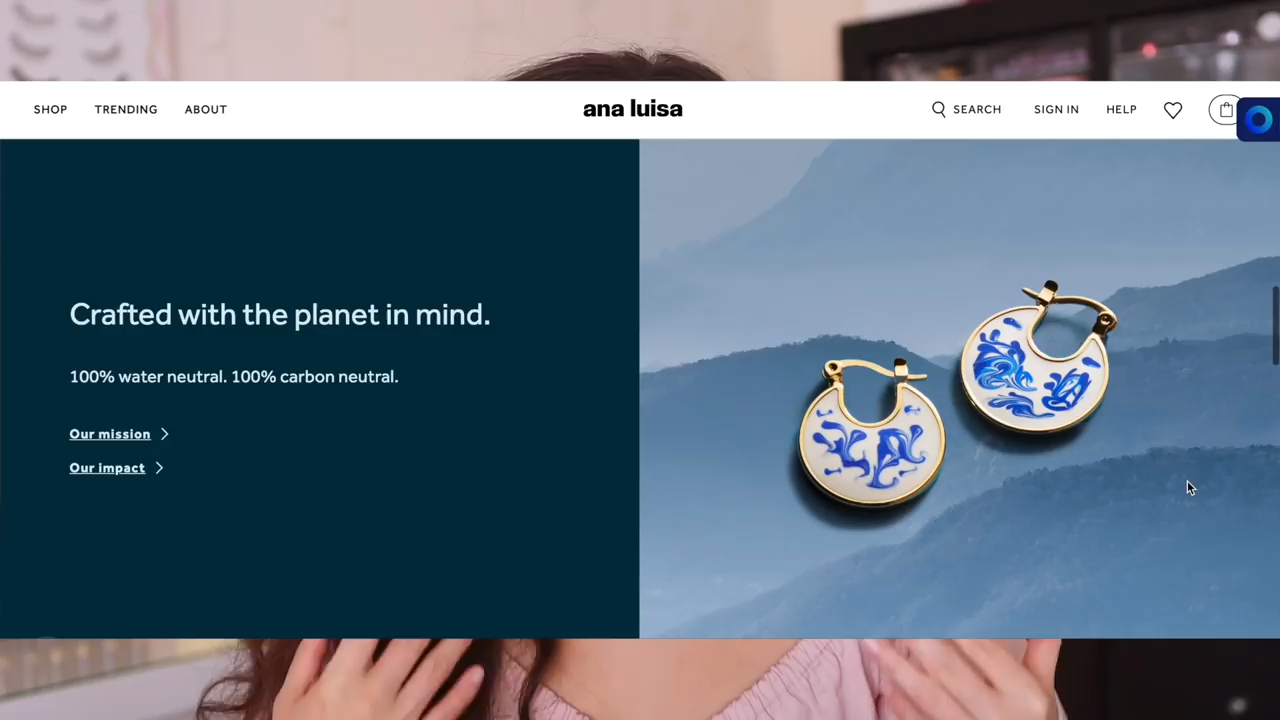 SHOP TRENDING ABOUT ana luisa SEARCH SIGN IN HELP
Crafted with the planet in mind.
100% water neutral. 100% carbon neutral.
Our mission
Our impact